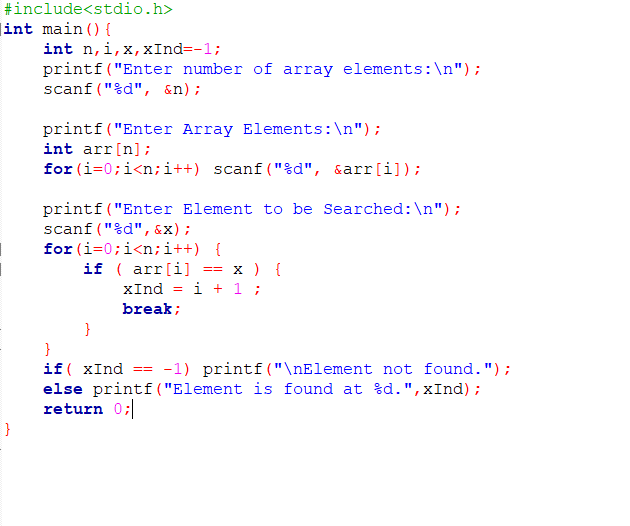 #include<stdio.h>
int main(){
    int n,i,x,xInd=-1;
    printf("Enter number of array elements:\n");
    scanf("%d", &n);

    printf("Enter Array Elements:\n");
    int arr[n];
    for(i=0;i<n;i++) scanf("%d", &arr[i]);

    printf("Enter Element to be Searched:\n");
    scanf("%d",&x);
    for(i=0;i<n;i++) {
        if ( arr[i] == x ) {
            xInd = i + 1 ;
            break;
        }
    }
    if( xInd == -1) printf("\nElement not found.");
    else printf("Element is found at %d.",xInd);
    return 0;
}